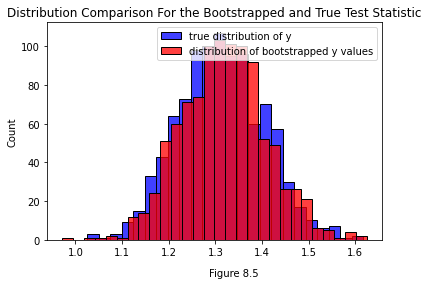 Distribution Comparison For the Bootstrapped and True Test Statistic
true distribution of y
distribution of bootstrapped y values
Count
100
80
60
40
20
0
1.0 1.1 1.2 1.3 1.4 1.5 1.6
Figure 8.5